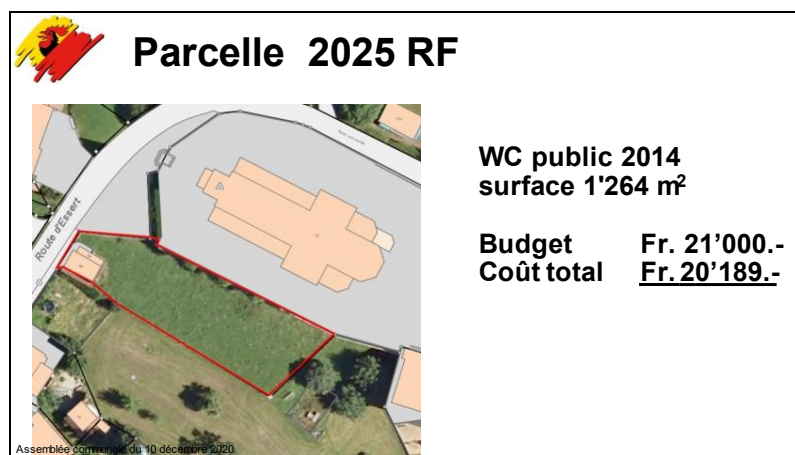 Parcelle 2025 RF
WC public 2014
surface 1'264 m²
Budget Fr. 21’000.-
Coût total Fr. 20’189.-
Route d'Essert
Assemblée communale du 10 décembre 2020